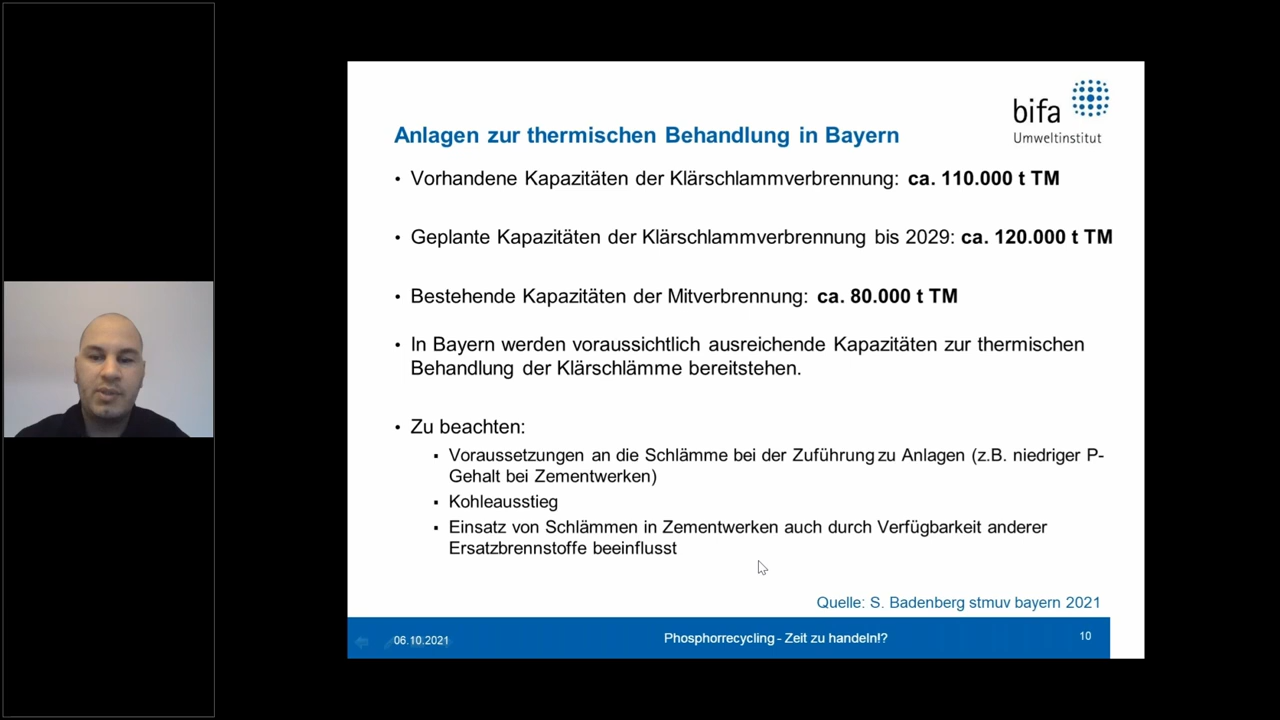 bifa
Umweltinstitut
Anlagen zur thermischen Behandlung in Bayern
• Vorhandene Kapazitäten der Klärschlammverbrennung: ca. 110.000 t TM
• Geplante Kapazitäten der Klärschlammverbrennung bis 2029: ca. 120.000 t TM
• Bestehende Kapazitäten der Mitverbrennung: ca. 80.000 t TM
• In Bayern werden voraussichtlich ausreichende Kapazitäten zur thermischen
Behandlung der Klärschlämme bereitstehen.
• Zu beachten:
▪ Voraussetzungen an die Schlämme bei der Zuführung zu Anlagen (z.B. niedriger P-
Gehalt bei Zementwerken)
▪ Kohleausstieg
▪ Einsatz von Schlämmen in Zementwerken auch durch Verfügbarkeit anderer
Ersatzbrennstoffe beeinflusst
Quelle: S. Badenberg stmuv bayern 2021
06.10.2021
Phosphorrecycling - Zeit zu handeln!?
10